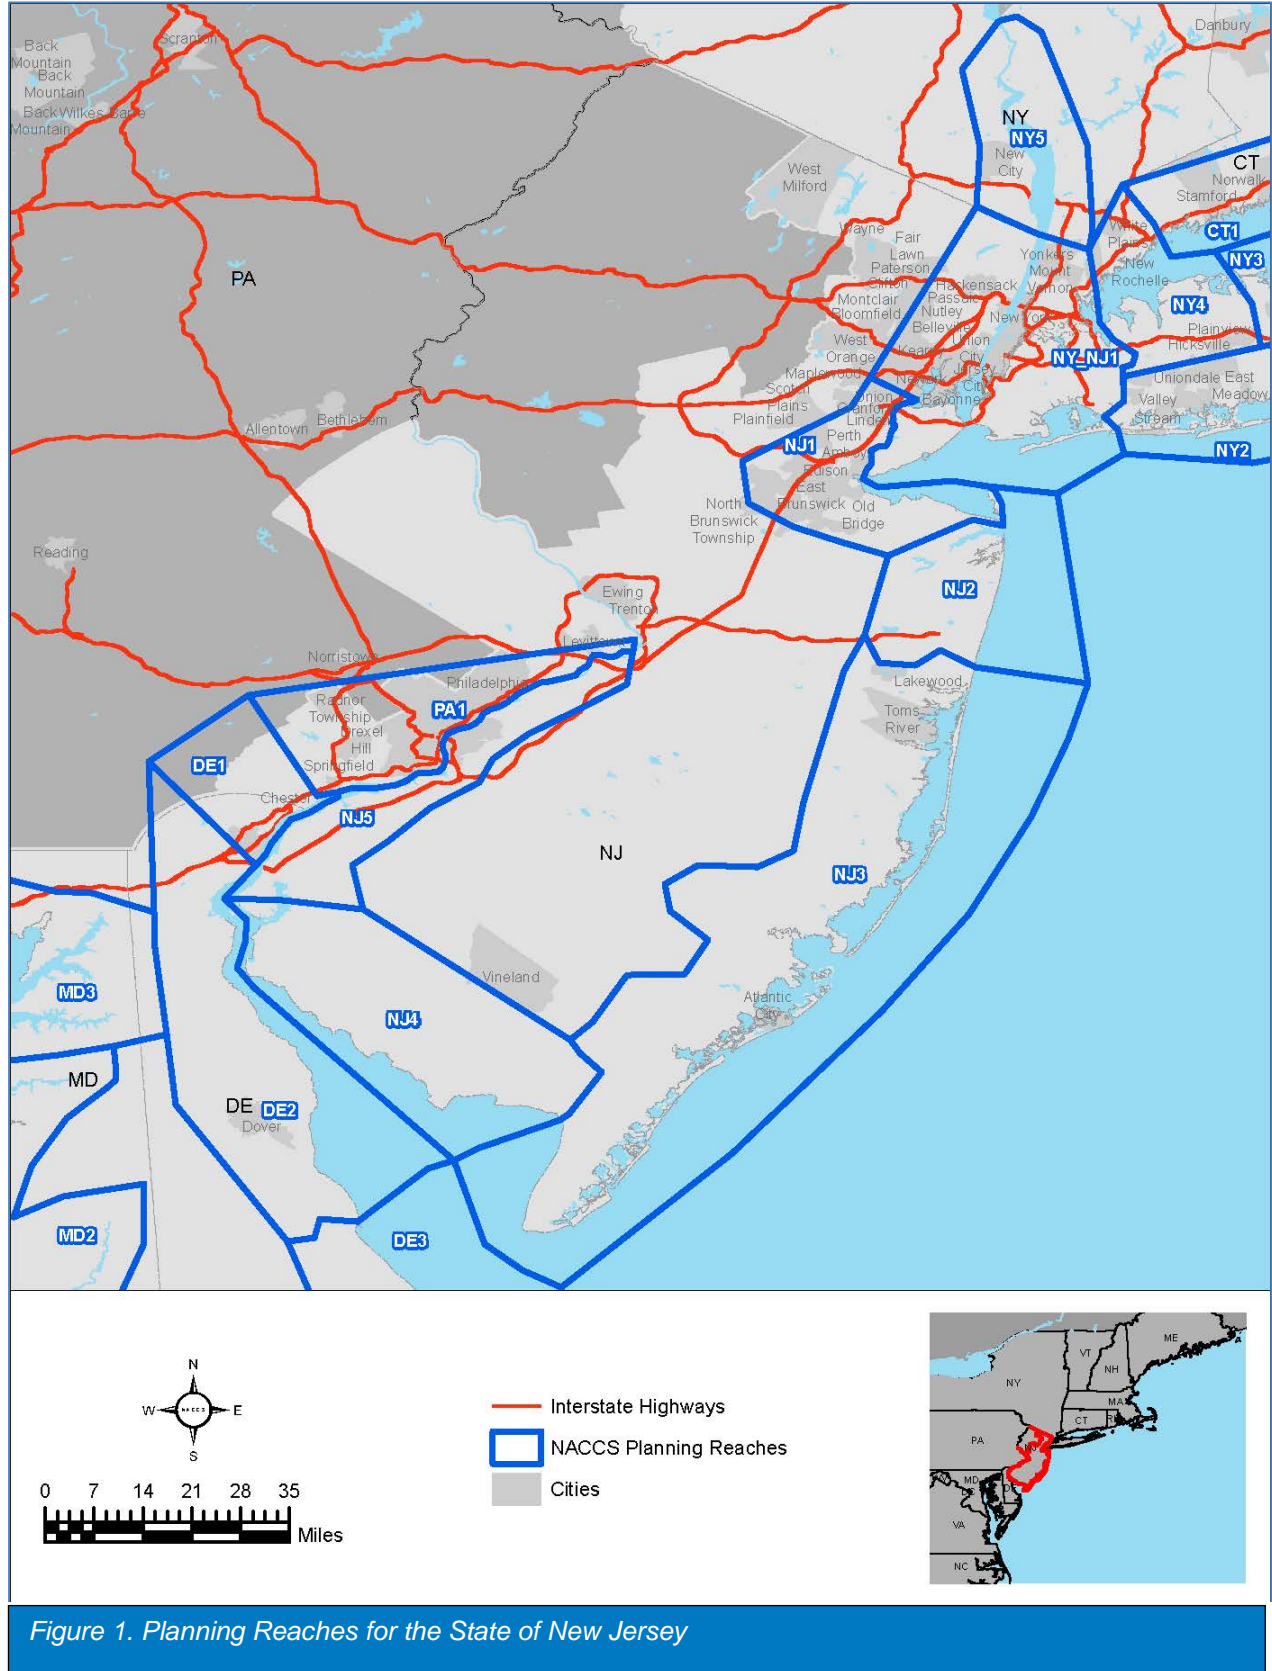 Danbury
Scranton
Back
Mountain
Back
Mountain
Back
Mountain
Wilkes-Barre
NY
NY5
New
City
CT
Norwalk
Stamford
West
Milford
CT1
White
Plains
NY3
Wayne
Fair
Lawn
Paterson
Clifton
Yonkers
Mount
Vernon
New
Rochelle
PA
Hackensack
Montclair
Passaic
Bloomfield
Nutley
Belleville
New York
NY4
Plainview
Hicksville
West
Orange
Kearny
Union
City
NY_NJ1
Maplewood
Newark
Jersey
City
Uniondale
East
Meadow
Scotch
Plains
Plainfield
Union
Cranford
Linden
Bayonne
Valley
Stream
Allentown
Bethlehem
NJ1
Perth
Amboy
Edison
NY2
East
Brunswick
Old
Bridge
North
Brunswick
Township
Reading
Ewing
Trenton
NJ2
Levittown
Norristown
Philadelphia
Lakewood
Radnor
Township
PA1
Toms
River
Drexel
Hill
Springfield
DE1
Chester
NJ5
NJ
NJ3
Vineland
MD3
Atlantic
City
NJ4
MD
DE
DE2
Dover
MD2
DE3
N
W
NACCS
E
S
0 7 14 21 28 35
Miles
Interstate Highways
NACCS Planning Reaches
Cities
ME
VT
NH
NY
MA
CT
RI
PA
NJ
MD
DC
DE
VA
NC
Figure 1. Planning Reaches for the State of New Jersey